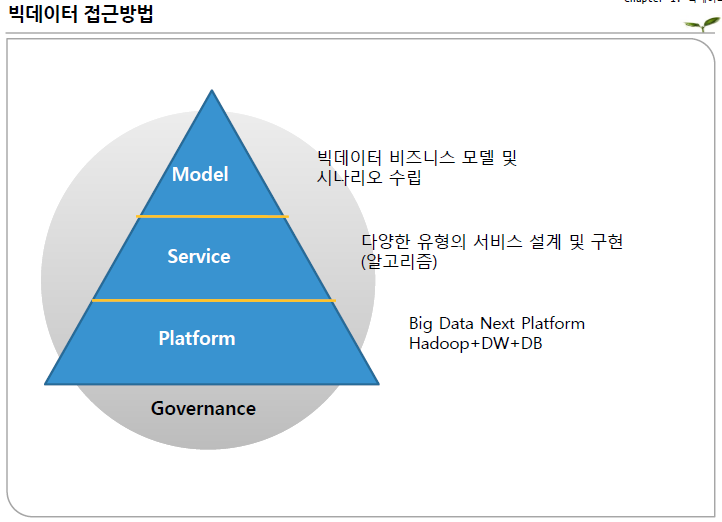 빅데이터 접근방법
Model
빅데이터 비즈니스 모델 및
시나리오 수립
Service
다양한 유형의 서비스 설계 및 구현
(알고리즘)
Platform
Big Data Next Platform
Hadoop+DW+DB
Governance